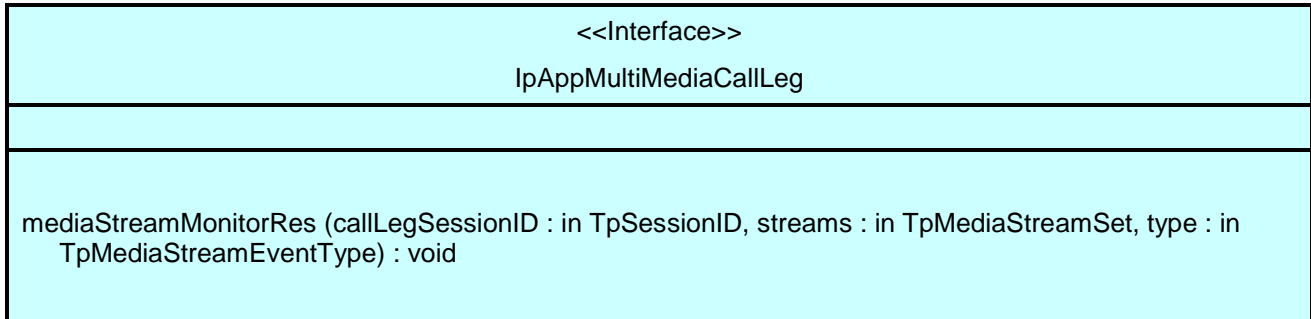 <<Interface>>
IpAppMultiMediaCallLeg
mediaStreamMonitorRes (callLegSessionID : in TpSessionID, streams : in TpMediaStreamSet, type : in
TpMediaStreamEventType) : void